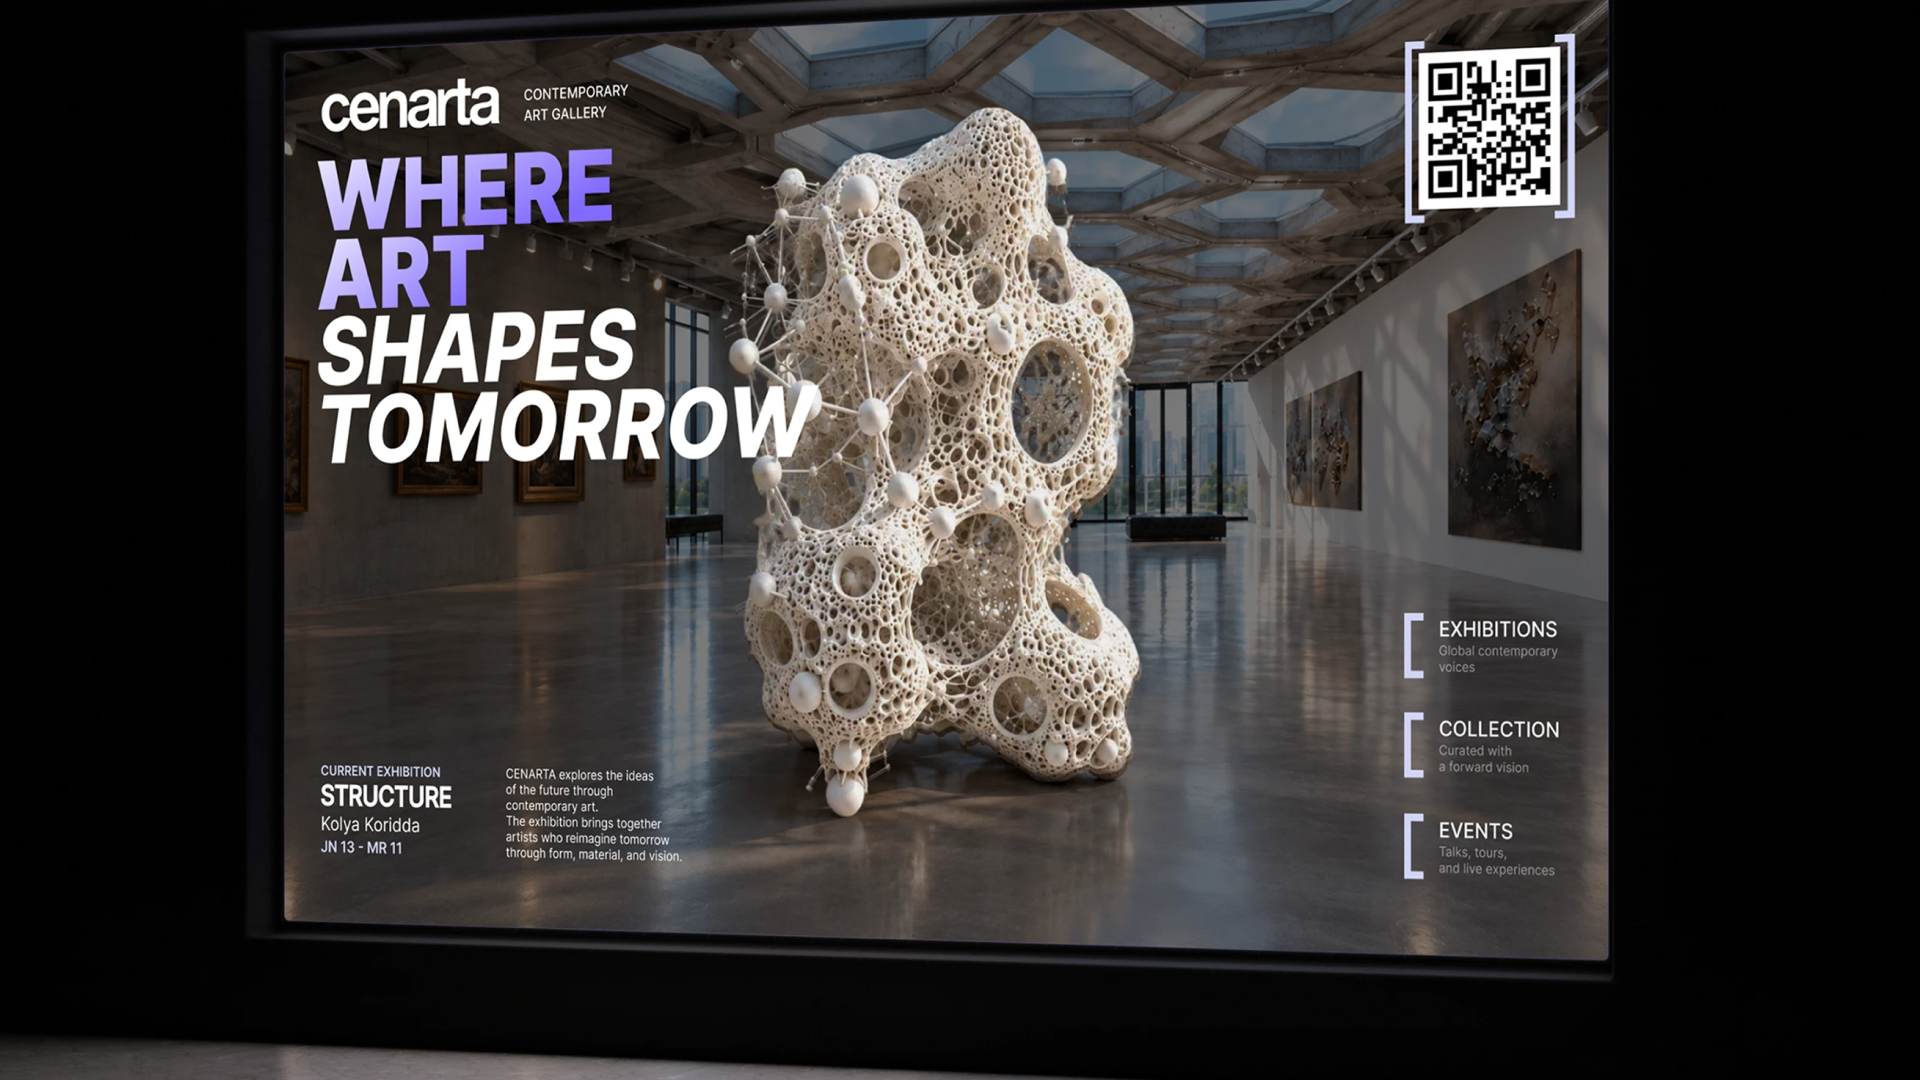 cenarta
CONTEMPORARY
ART GALLERY
WHERE
ART
SHAPES
TOMORROW
CURRENT EXHIBITION
STRUCTURE
Kolya Koridda
JN 13 - MR 11
CENARTA explores the ideas
of the future through
contemporary art.
The exhibition brings together
artists who reimagine tomorrow
through form, material, and vision.
EXHIBITIONS
Global contemporary
voices
COLLECTION
Curated with
a forward vision
EVENTS
Talks, tours,
and live experiences